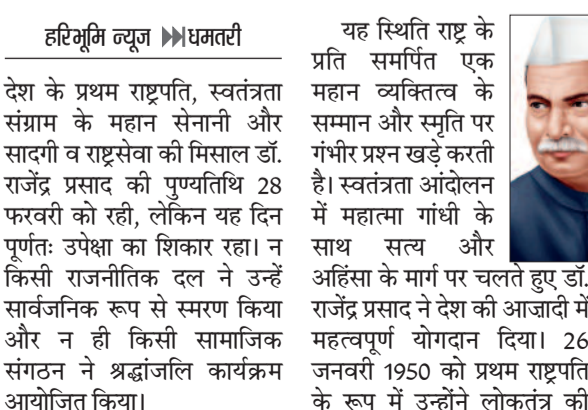 हरिभूमि न्यूज ▶▶ धमतरी
देश के प्रथम राष्ट्रपति, स्वतंत्रता
संग्राम के महान सेनानी और
सादगी व राष्ट्रसेवा की मिसाल डॉ.
राजेंद्र प्रसाद की पुण्यतिथि 28
फरवरी को रही, लेकिन यह दिन
पूर्णतः उपेक्षा का शिकार रहा। न
किसी राजनीतिक दल ने उन्हें
सार्वजनिक रूप से स्मरण किया
और न ही किसी सामाजिक
संगठन ने श्रद्धांजलि कार्यक्रम
आयोजित किया।
यह स्थिति राष्ट्र के
प्रति समर्पित एक
महान व्यक्तित्व के
सम्मान और स्मृति पर
गंभीर प्रश्न खड़े करती
है। स्वतंत्रता आंदोलन
में महात्मा गांधी के
साथ सत्य और
अहिंसा के मार्ग पर चलते हुए डॉ.
राजेंद्र प्रसाद ने देश की आज़ादी में
महत्वपूर्ण योगदान दिया। 26
जनवरी 1950 को प्रथम राष्ट्रपति
के रूप में उन्होंने लोकतंत्र की